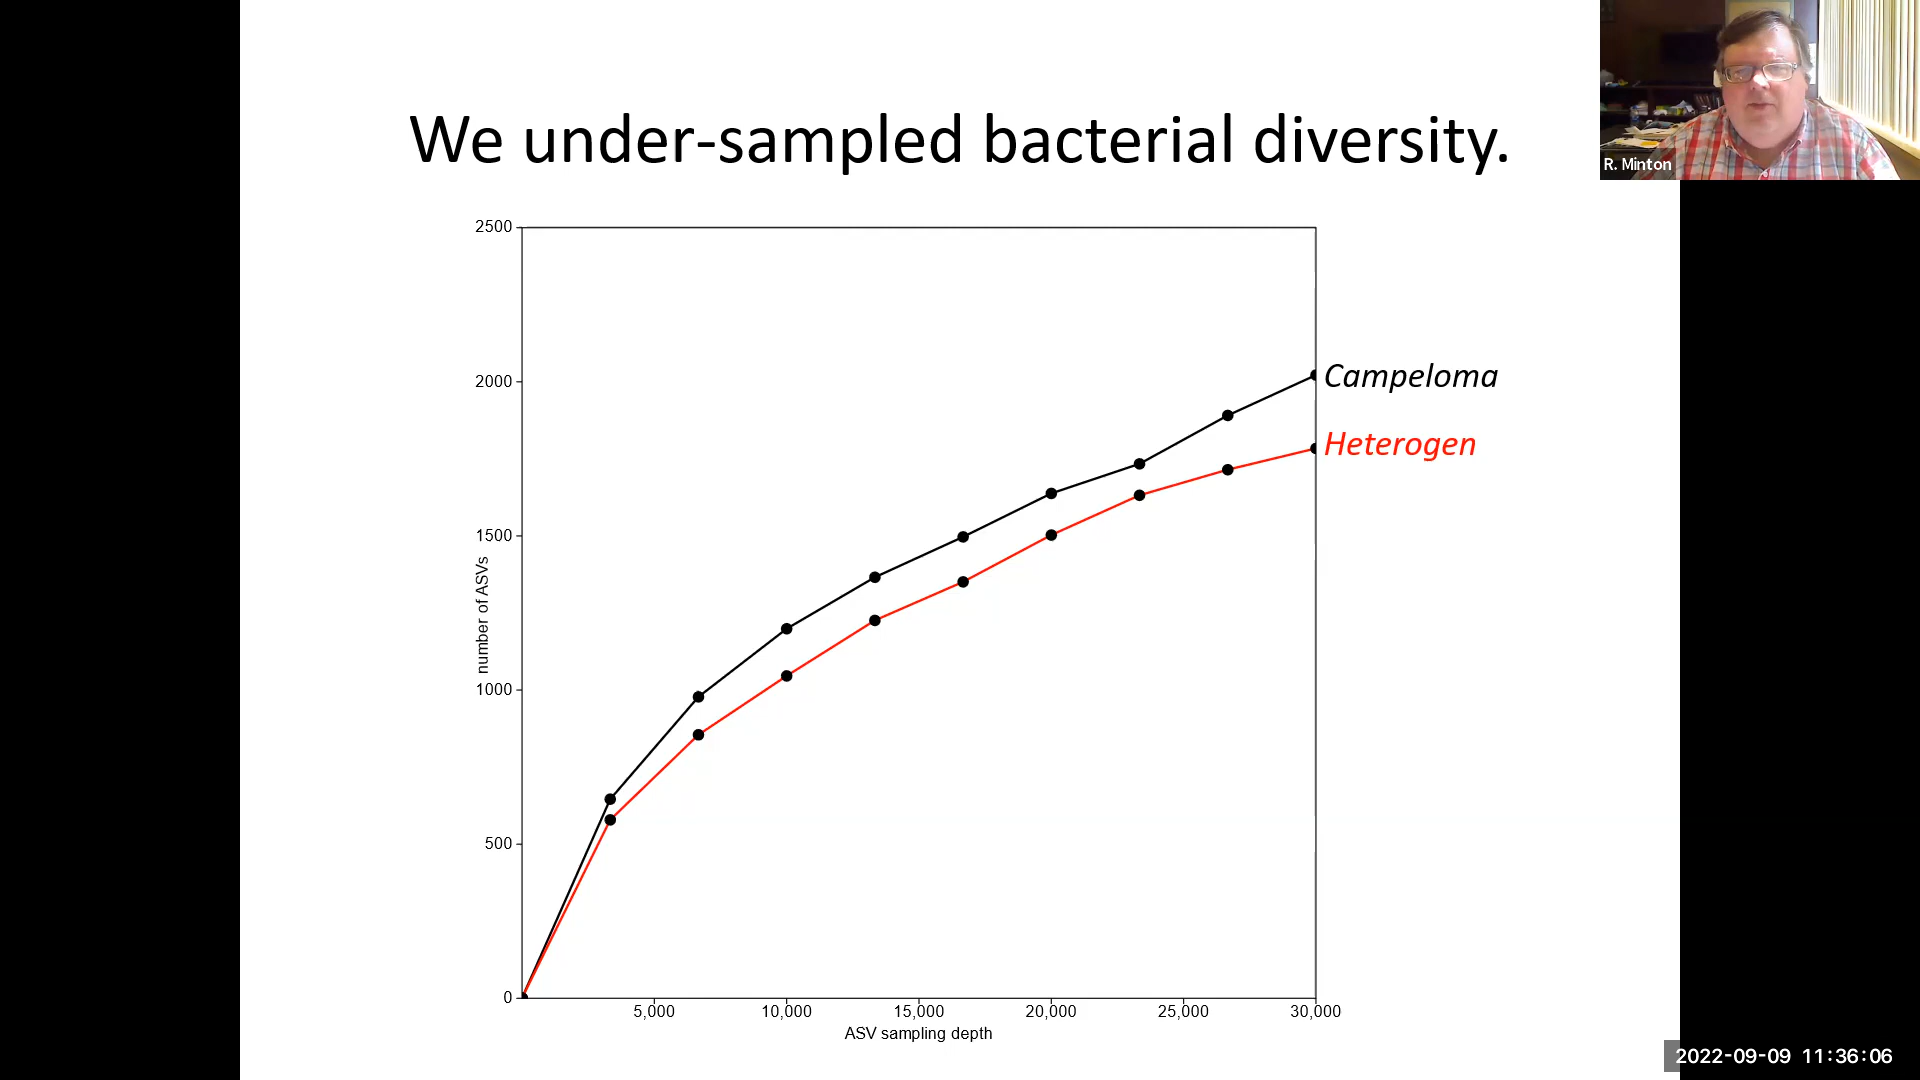 We under-sampled bacterial diversity.
R. Minton
2500
2000
1500
1000
500
0
number of ASVs
Campeloma
Heterogen
5,000
10,000
15,000
20,000
25,000
30,000
ASV sampling depth
2022-09-09 11:36:06